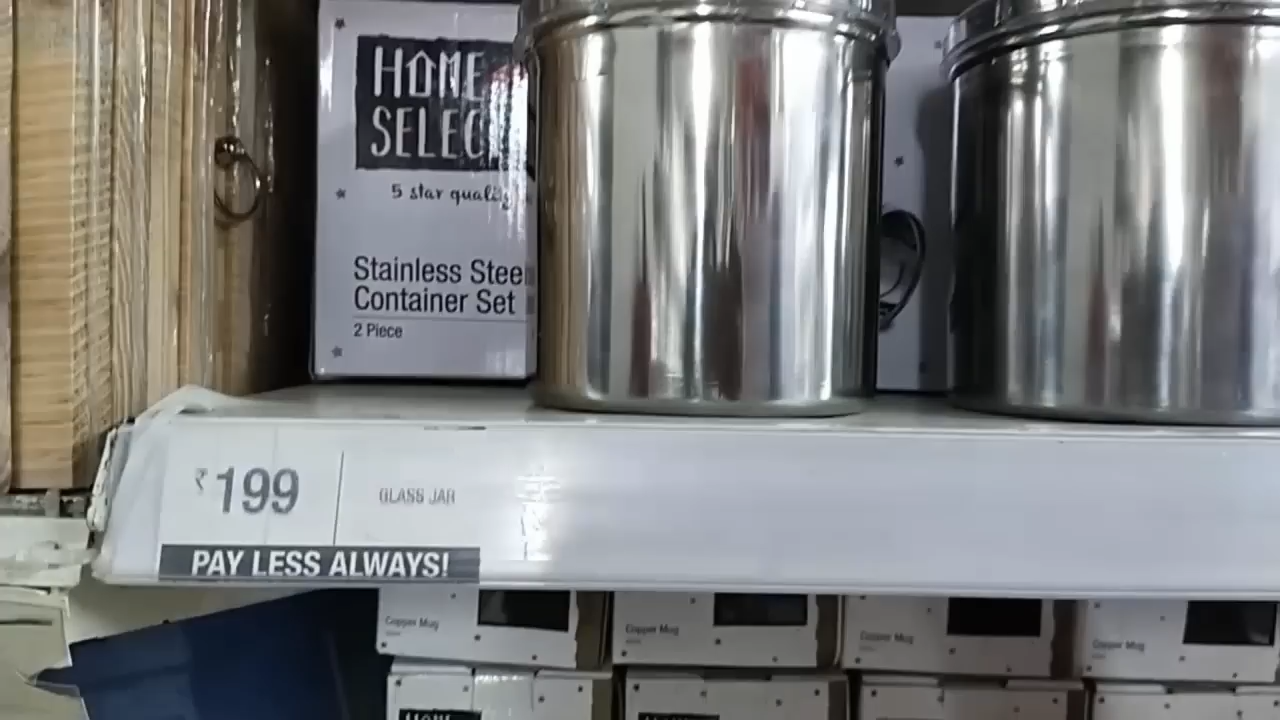 HOME
SELEC
5 star quality
Stainless Stee
Container Set
2 Piece
₹199
GLASS JAR
PAY LESS ALWAYS!
Copper Mug
Copper Mug
Copper Mug
Copper Mug